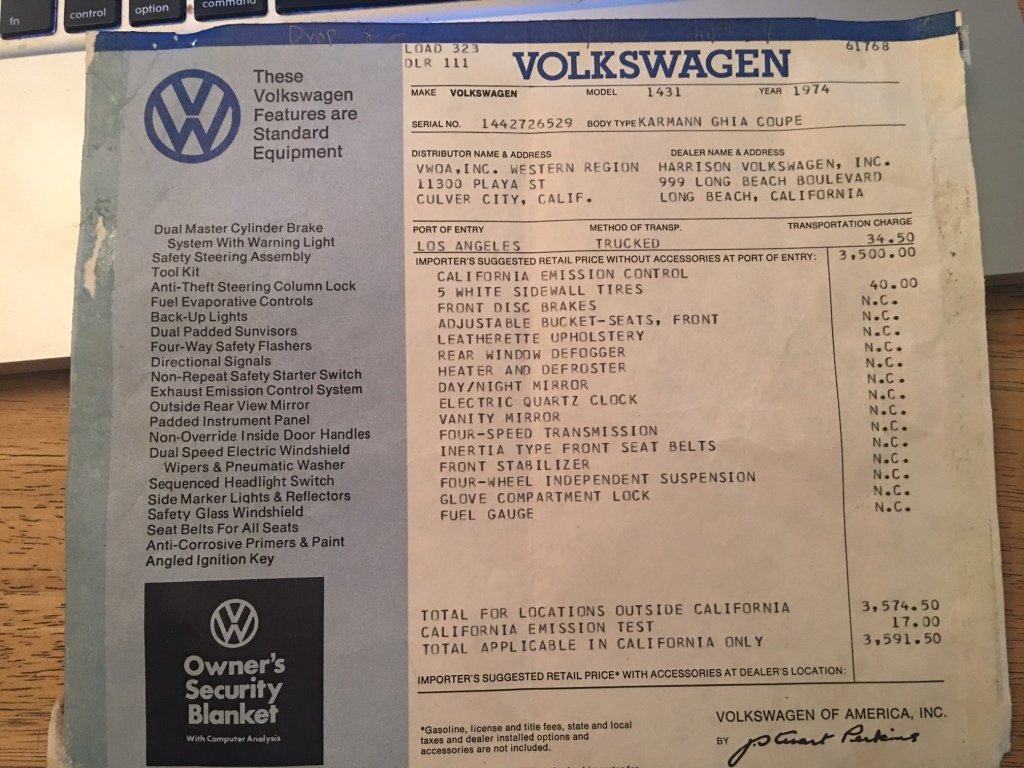 fn
control
option
command
LOAD 323
DLR 111
VOLKSWAGEN
61768
MAKE VOLKSWAGEN MODEL 1431 YEAR 1974
SERIAL NO. 1442726529 BODY TYPE KARMANN GHIA COUPE
DISTRIBUTOR NAME & ADDRESS
VWOA,INC. WESTERN REGION
11300 PLAYA ST
CULVER CITY, CALIF.
DEALER NAME & ADDRESS
HARRISON VOLKSWAGEN, INC.
999 LONG BEACH BOULEVARD
LONG BEACH, CALIFORNIA
PORT OF ENTRY METHOD OF TRANSP. TRANSPORTATION CHARGE
LOS ANGELES TRUCKED 34.50
IMPORTER'S SUGGESTED RETAIL PRICE WITHOUT ACCESSORIES AT PORT OF ENTRY: 3,500.00
CALIFORNIA EMISSION CONTROL
5 WHITE SIDEWALL TIRES 40.00
FRONT DISC BRAKES N.C.
ADJUSTABLE BUCKET-SEATS, FRONT N.C.
LEATHERETTE UPHOLSTERY N.C.
REAR WINDOW DEFOGGER N.C.
HEATER AND DEFROSTER N.C.
DAY/NIGHT MIRROR N.C.
ELECTRIC QUARTZ CLOCK N.C.
VANITY MIRROR N.C.
FOUR-SPEED TRANSMISSION N.C.
INERTIA TYPE FRONT SEAT BELTS N.C.
FRONT STABILIZER N.C.
FOUR-WHEEL INDEPENDENT SUSPENSION N.C.
GLOVE COMPARTMENT LOCK N.C.
FUEL GAUGE N.C.
TOTAL FOR LOCATIONS OUTSIDE CALIFORNIA 3,574.50
CALIFORNIA EMISSION TEST 17.00
TOTAL APPLICABLE IN CALIFORNIA ONLY 3,591.50
IMPORTER'S SUGGESTED RETAIL PRICE* WITH ACCESSORIES AT DEALER'S LOCATION:
*Gasoline, license and title fees, state and local
taxes and dealer installed options and
accessories are not included.
VOLKSWAGEN OF AMERICA, INC.
BY J. Stuart Perkins
These
Volkswagen
Features are
Standard
Equipment
Dual Master Cylinder Brake
System With Warning Light
Safety Steering Assembly
Tool Kit
Anti-Theft Steering Column Lock
Fuel Evaporative Controls
Back-Up Lights
Dual Padded Sunvisors
Four-Way Safety Flashers
Directional Signals
Non-Repeat Safety Starter Switch
Exhaust Emission Control System
Outside Rear View Mirror
Padded Instrument Panel
Non-Override Inside Door Handles
Dual Speed Electric Windshield
Wipers & Pneumatic Washer
Sequenced Headlight Switch
Side Marker Lights & Reflectors
Safety Glass Windshield
Seat Belts For All Seats
Anti-Corrosive Primers & Paint
Angled Ignition Key
Owner's
Security
Blanket
With Computer Analysis